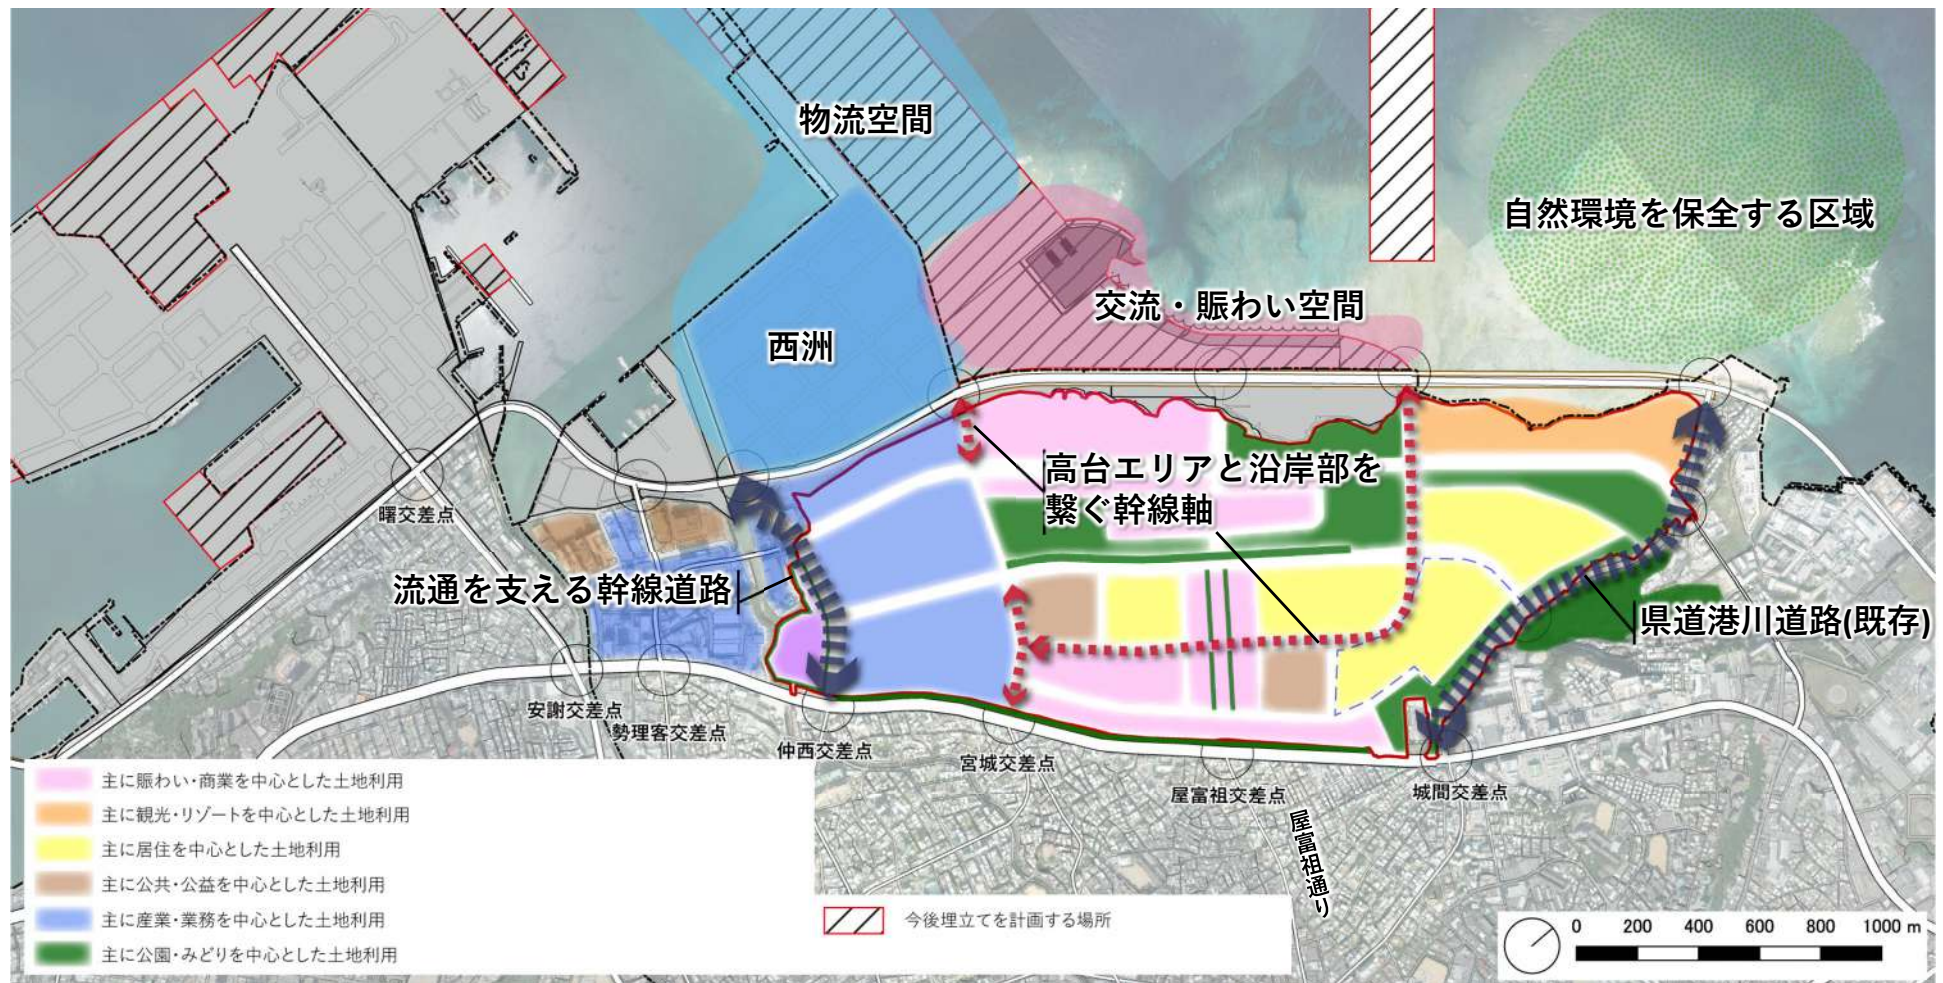 物流空間
自然環境を保全する区域
交流・賑わい空間
西洲
高台エリアと沿岸部を
繋ぐ幹線軸
曙交差点
流通を支える幹線道路
県道港川道路(既存)
安謝交差点
勢理客交差点
仲西交差点
宮城交差点
屋富祖交差点
城間交差点
屋富祖通り
主に賑わい・商業を中心とした土地利用
主に観光・リゾートを中心とした土地利用
主に居住を中心とした土地利用
主に公共・公益を中心とした土地利用
主に産業・業務を中心とした土地利用
主に公園・みどりを中心とした土地利用
今後埋立てを計画する場所
0 200 400 600 800 1000 m